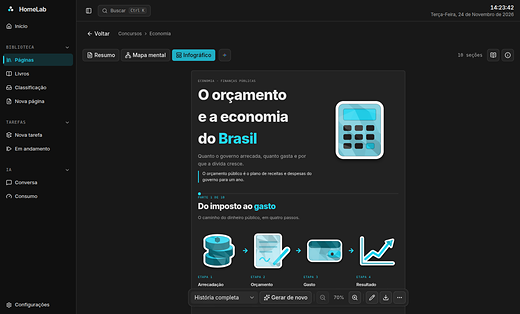 HomeLab
Buscar
Ctrl K
14:23:42
Terça-Feira, 24 de Novembro de 2026
Início
Voltar
Concursos > Economia
BIBLIOTECA
Páginas
Livros
Classificação
Nova página
TAREFAS
Nova tarefa
Em andamento
IA
Conversa
Consumo
Configurações
Resumo
Mapa mental
Infográfico
+
10 seções
ECONOMIA · FINANÇAS PÚBLICAS
O orçamento
e a economia
do Brasil
Quanto o governo arrecada, quanto gasta e por
que a dívida cresce.
O orçamento público é o plano de receitas e despesas do
governo para um ano.
PARTE 1 DE 10
Do imposto ao gasto
O caminho do dinheiro público, em quatro passos.
ETAPA 1
Arrecadação
ETAPA 2
Orçamento
ETAPA 3
Gasto
ETAPA 4
Resultado
História completa
Gerar de novo
70%